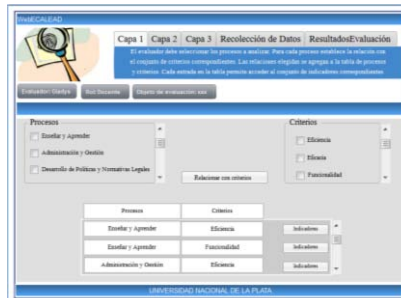 WebECALEAD
Capa 1 Capa 2 Capa 3 Recolección de Datos ResultadosEvaluación
El evaluador debe seleccionar los procesos a analizar. Para cada proceso establece la relación con
el conjunto de criterios correspondientes. Las relaciones elegidas se agregan a la tabla de procesos
y criterios. Cada entrada en la tabla permite acceder al conjunto de indicadores correspondientes
Evaluador: Gladys Rol: Docente Objeto de evaluación:
Procesos Criterios
Enseñar y Aprender Eficiencia
Administración y Gestión Eficacia
Desarrollo de Políticas y Normativas Legales Funcionalidad
Relacionar con criterios
Procesos Criterios
Enseñar y Aprender Eficiencia Indicadores
Enseñar y Aprender Funcionalidad Indicadores
Administración y Gestión Eficiencia Indicadores
UNIVERSIDAD NACIONAL DE LA PLATA